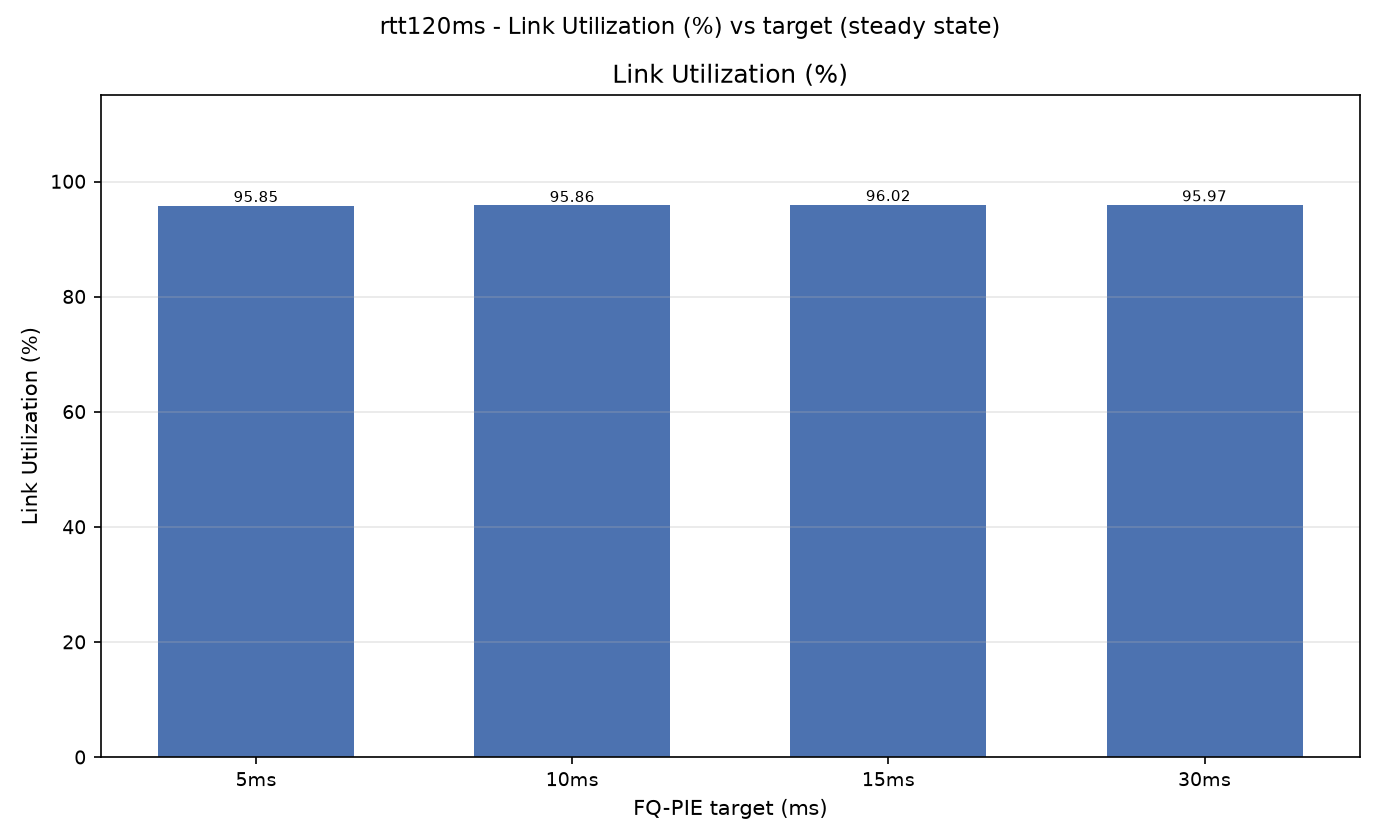 rtt120ms - Link Utilization (%) vs target (steady state)
Link Utilization (%)
Link Utilization (%)
100
80
60
40
20
0
95.85
95.86
96.02
95.97
5ms
10ms
15ms
30ms
FQ-PIE target (ms)